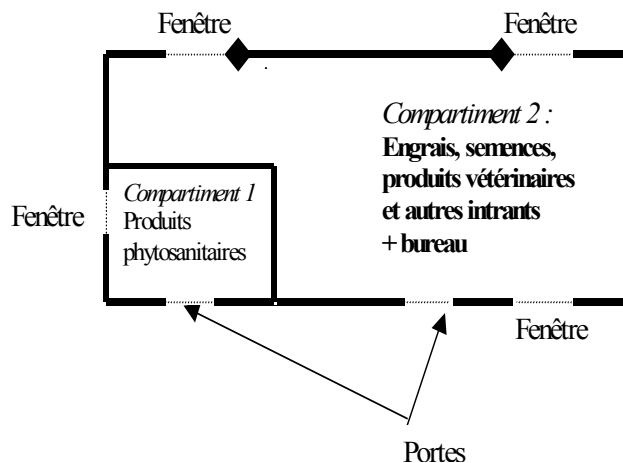 Fenêtre
Fenêtre
Compartiment 2 :
Engrais, semences,
produits vétérinaires
et autres intrants
+ bureau
Compartiment 1
Produits
phytosanitaires
Fenêtre
Fenêtre
Portes